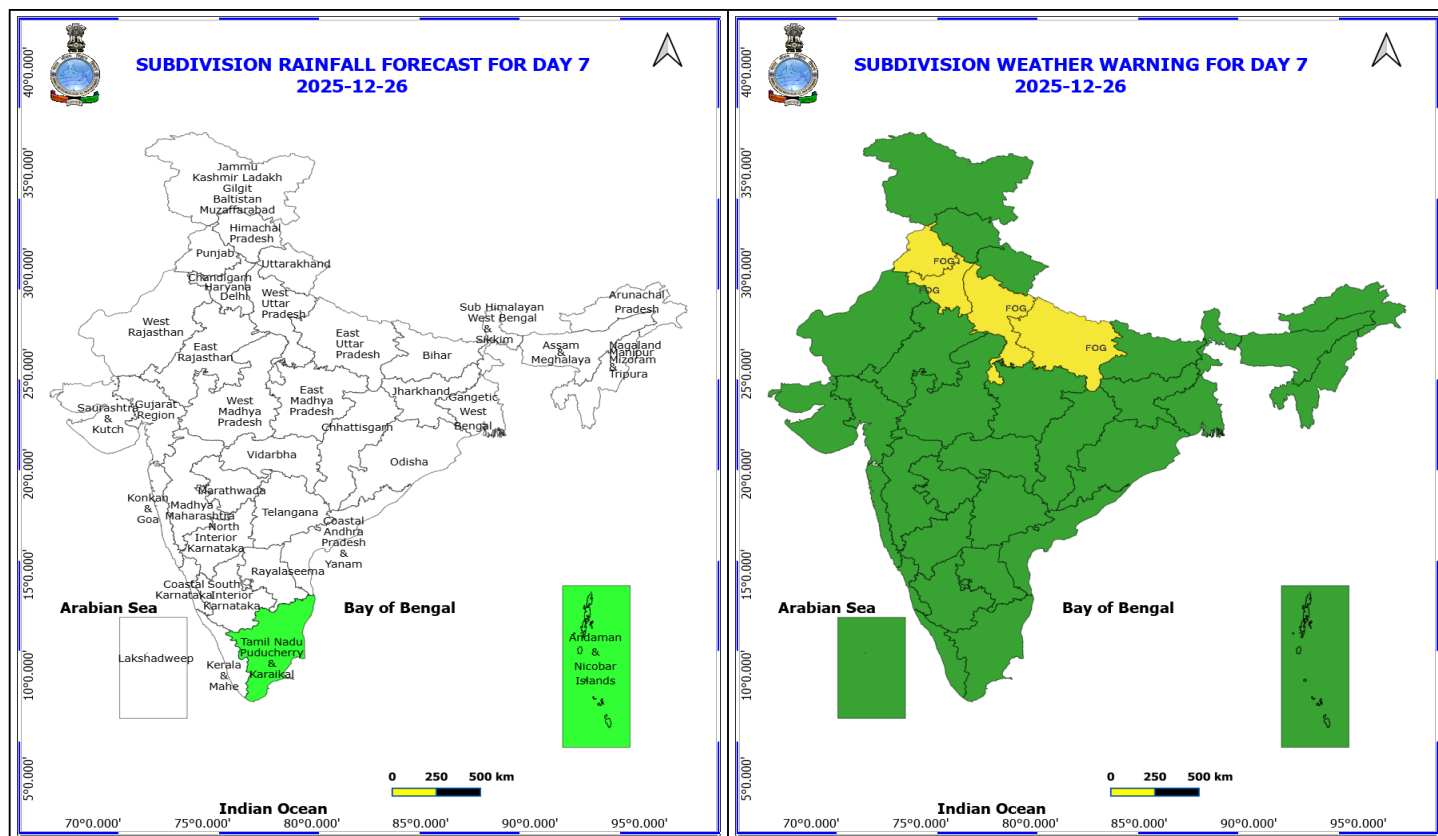 SUBDIVISION RAINFALL FORECAST FOR DAY 7
2025-12-26
40°0.000'
35°0.000'
30°0.000'
25°0.000'
20°0.000'
15°0.000'
10°0.000'
5°0.000'
Jammu
Kashmir Ladakh
Gilgit
Baltistan
Muzaffarabad
Himachal
Pradesh
Punjab
Uttarakhand
Chandigarh
Haryana
Delhi
West
Uttar
Pradesh
West
Rajasthan
East
Rajasthan
East
Uttar
Pradesh
Bihar
Sub Himalayan
West Bengal
&
Sikkim
Arunachal
Pradesh
Assam
&
Meghalaya
Nagaland
Manipur
Mizoram
&
Tripura
Saurashtra
&
Kutch
Gujarat
Region
West
Madhya
Pradesh
East
Madhya
Pradesh
Jharkhand
Gangetic
West
Bengal
Chhattisgarh
Vidarbha
Odisha
Konkan
&
Goa
Madhya
Maharashtra
Marathwada
Telangana
North
Interior
Karnataka
Coastal
Andhra
Pradesh
&
Yanam
Rayalaseema
Coastal
Karnataka
South
Interior
Karnataka
Arabian Sea
Bay of Bengal
Tamil Nadu
Puducherry
&
Karaikal
Kerala
&
Mahe
Lakshadweep
Andaman
&
Nicobar
Islands
0 250 500 km
Indian Ocean
70°0.000' 75°0.000' 80°0.000' 85°0.000' 90°0.000' 95°0.000'
SUBDIVISION WEATHER WARNING FOR DAY 7
2025-12-26
40°0.000'
35°0.000'
30°0.000'
25°0.000'
20°0.000'
15°0.000'
10°0.000'
5°0.000'
FOG
FOG
FOG
FOG
Arabian Sea
Bay of Bengal
0 250 500 km
Indian Ocean
70°0.000' 75°0.000' 80°0.000' 85°0.000' 90°0.000' 95°0.000'